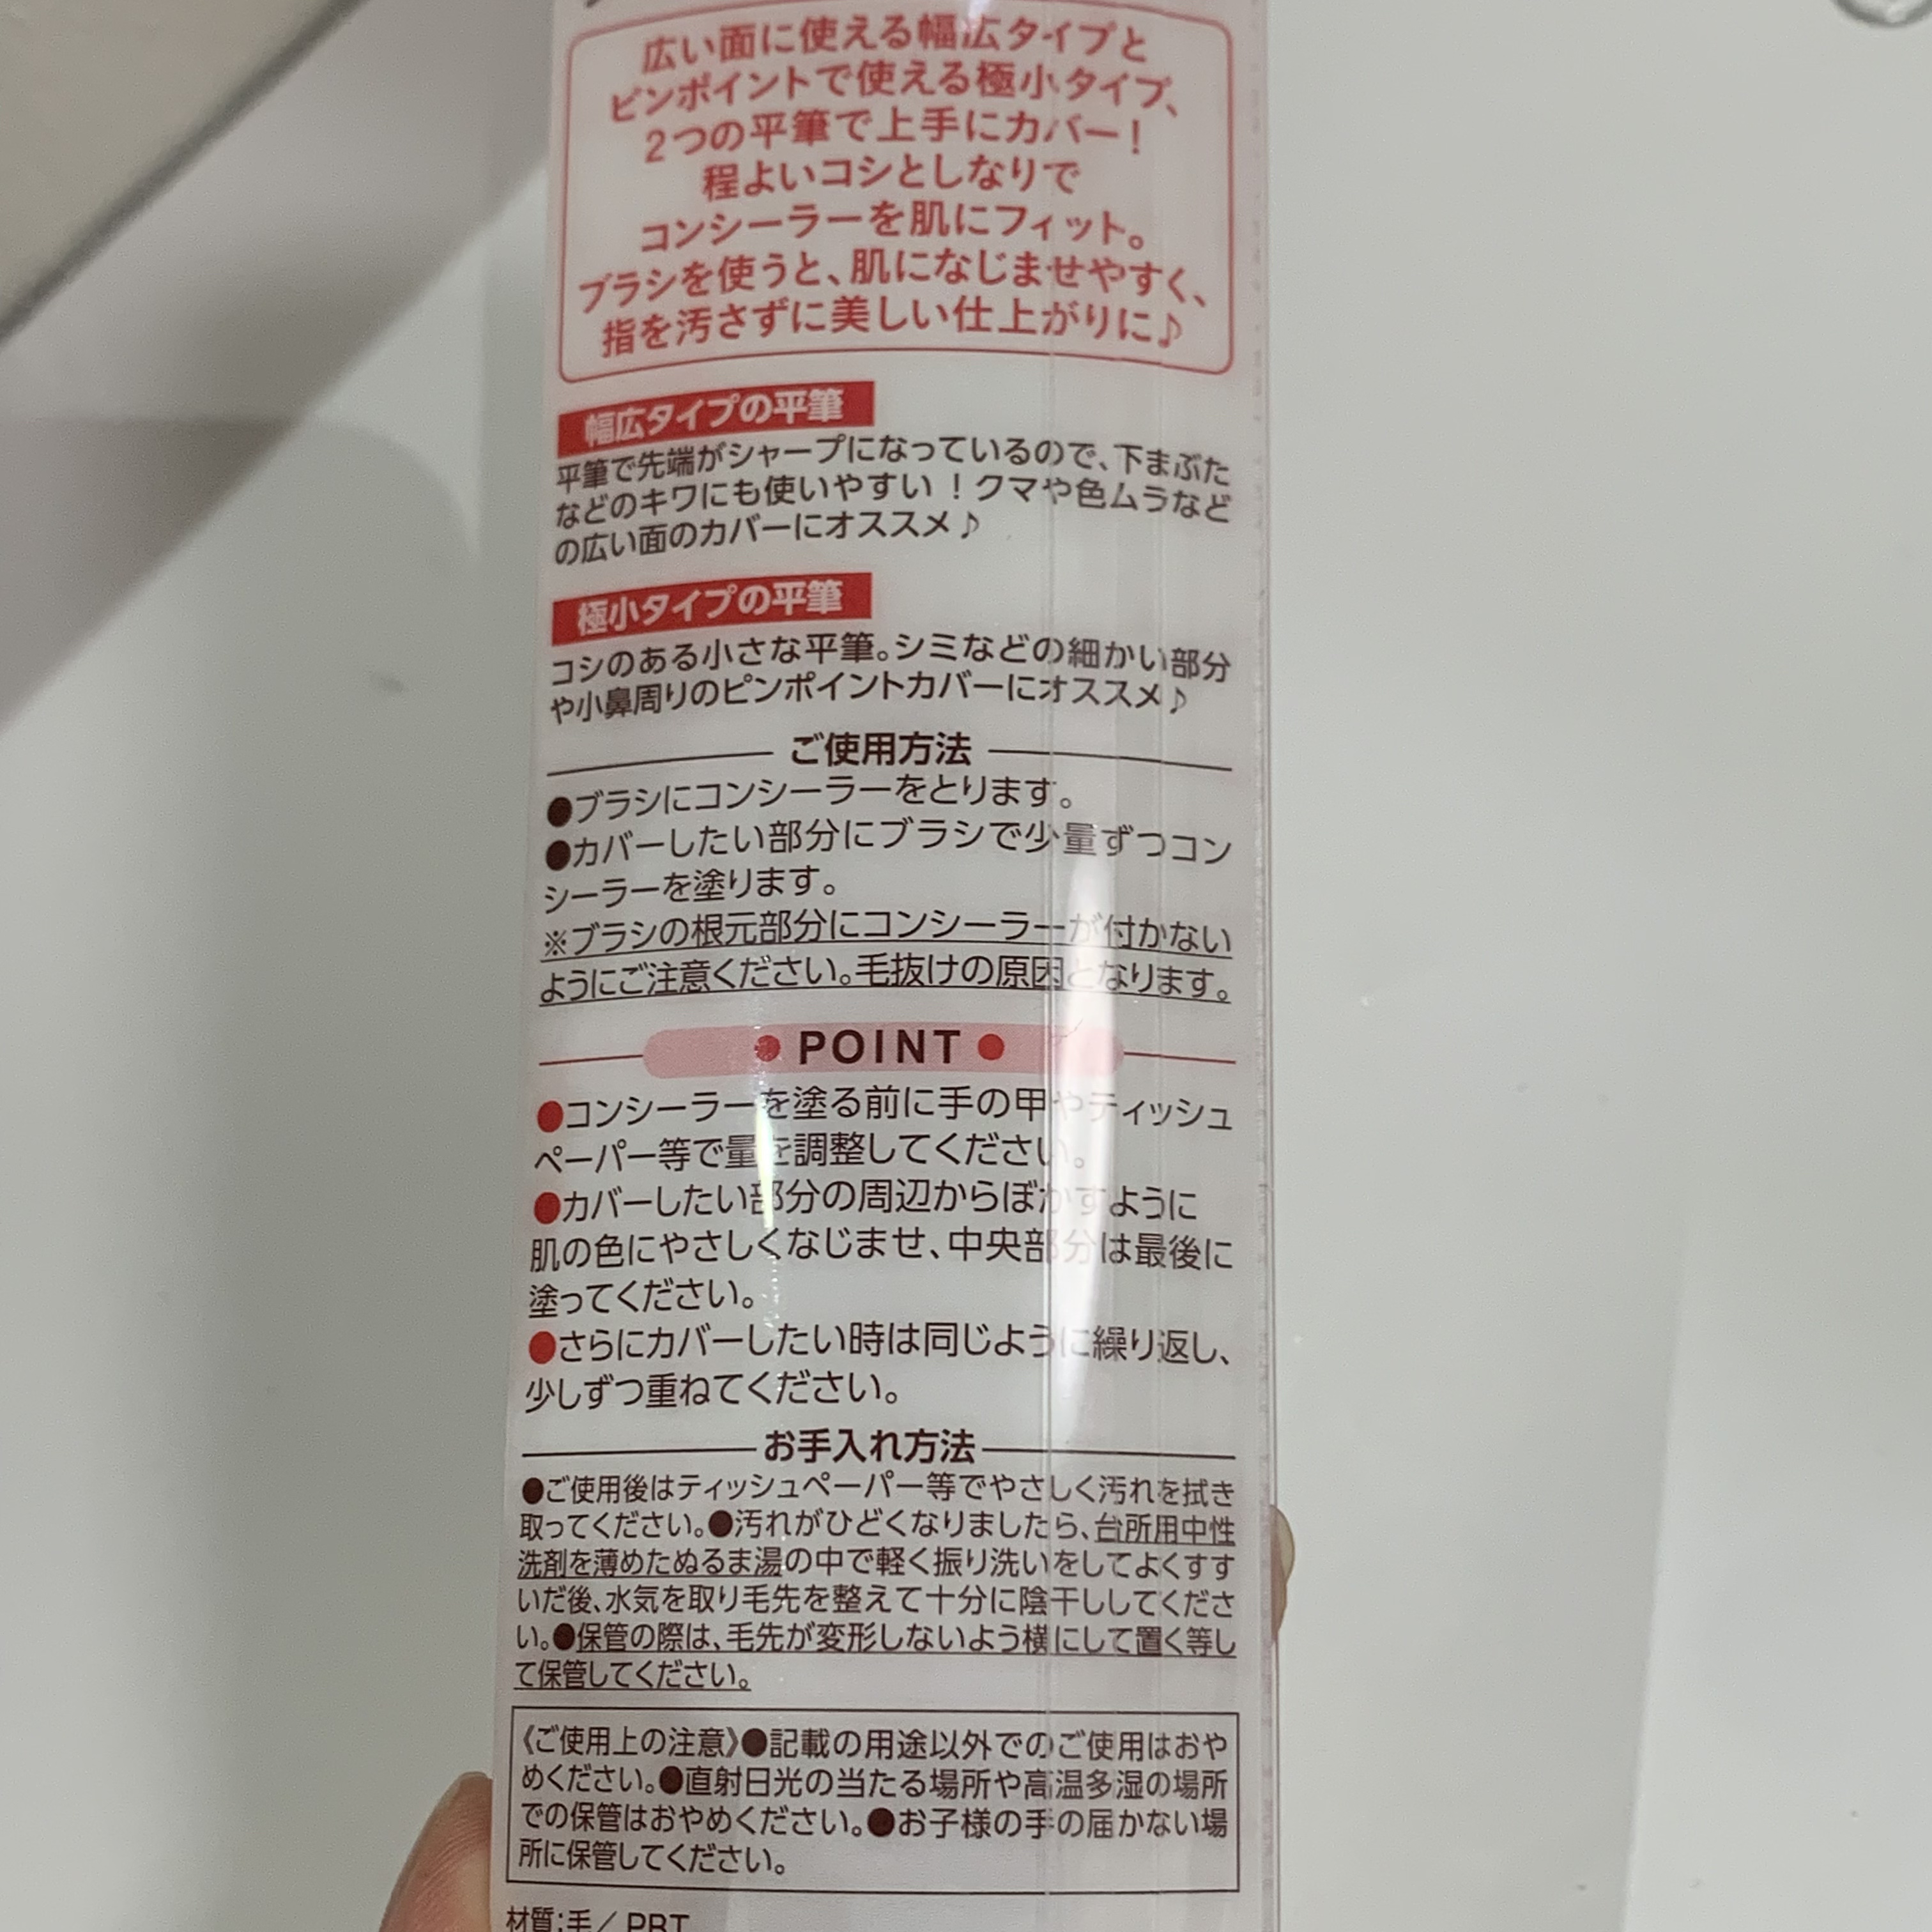 広い面に使える幅広タイプと
ピンポイントで使える極小タイプ、
2つの平筆で上手にカバー!
程よいコシとしなりで
コンシーラーを肌にフィット。
ブラシを使うと、肌になじませやすく、
指を汚さずに美しい仕上がりに♪
幅広タイプの平筆
平筆で先端がシャープになっているので、下まぶた
などのキワにも使いやすい!クマや色ムラなど
の広い面のカバーにオススメ♪
極小タイプの平筆
コシのある小さな平筆。シミなどの細かい部分
や小鼻周りのピンポイントカバーにオススメ♪
ご使用方法
●ブラシにコンシーラーをとります。
●カバーしたい部分にブラシで少量ずつコン
シーラーを塗ります。
※ブラシの根元部分にコンシーラーが付かない
ようにご注意ください。毛抜けの原因となります。
●POINT●
●コンシーラーを塗る前に手の甲やティッシュ
ペーパー等で量を調整してください。
●カバーしたい部分の周辺からぼかすように
肌の色にやさしくなじませ、中央部分は最後に
塗ってください。
●さらにカバーしたい時は同じように繰り返し、
少しずつ重ねてください。
お手入れ方法
●ご使用後はティッシュペーパー等でやさしく汚れを拭き
取ってください。●汚れがひどくなりましたら、台所用中性
洗剤を薄めたぬるま湯の中で軽く振り洗いをしてよくすす
いだ後、水気を取り毛先を整えて十分に陰干ししてくださ
い。●保管の際は、毛先が変形しないよう横にして置く等し
て保管してください。
《ご使用上の注意》●記載の用途以外でのご使用はおや
めください。●直射日光の当たる場所や高温多湿の場所
での保管はおやめください。●お子様の手の届かない場
所に保管してください。
材質:毛/PBT